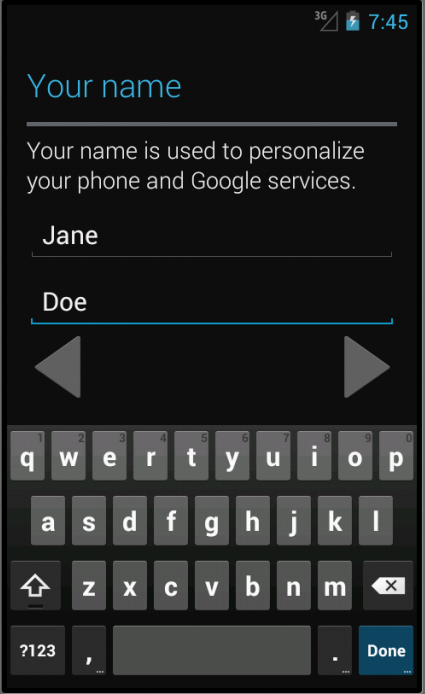 3G 7:45
Your name
Your name is used to personalize
your phone and Google services.
Jane
Doe
1 2 3 4 5 6 7 8 9 0
q w e r t y u i o p
a s d f g h j k l
z x c v b n m
?123 , ... . ... Done ...